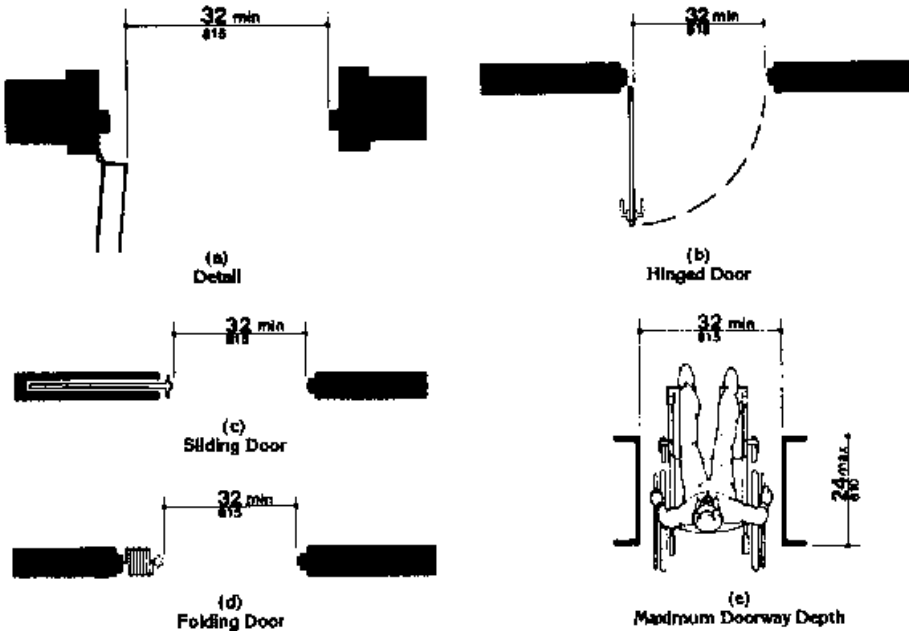 32 min
815
(a)
Detail
32 min
815
(b)
Hinged Door
32 min
815
(c)
Sliding Door
32 min
815
(d)
Folding Door
32 min
815
24 max
610
(e)
Maximum Doorway Depth